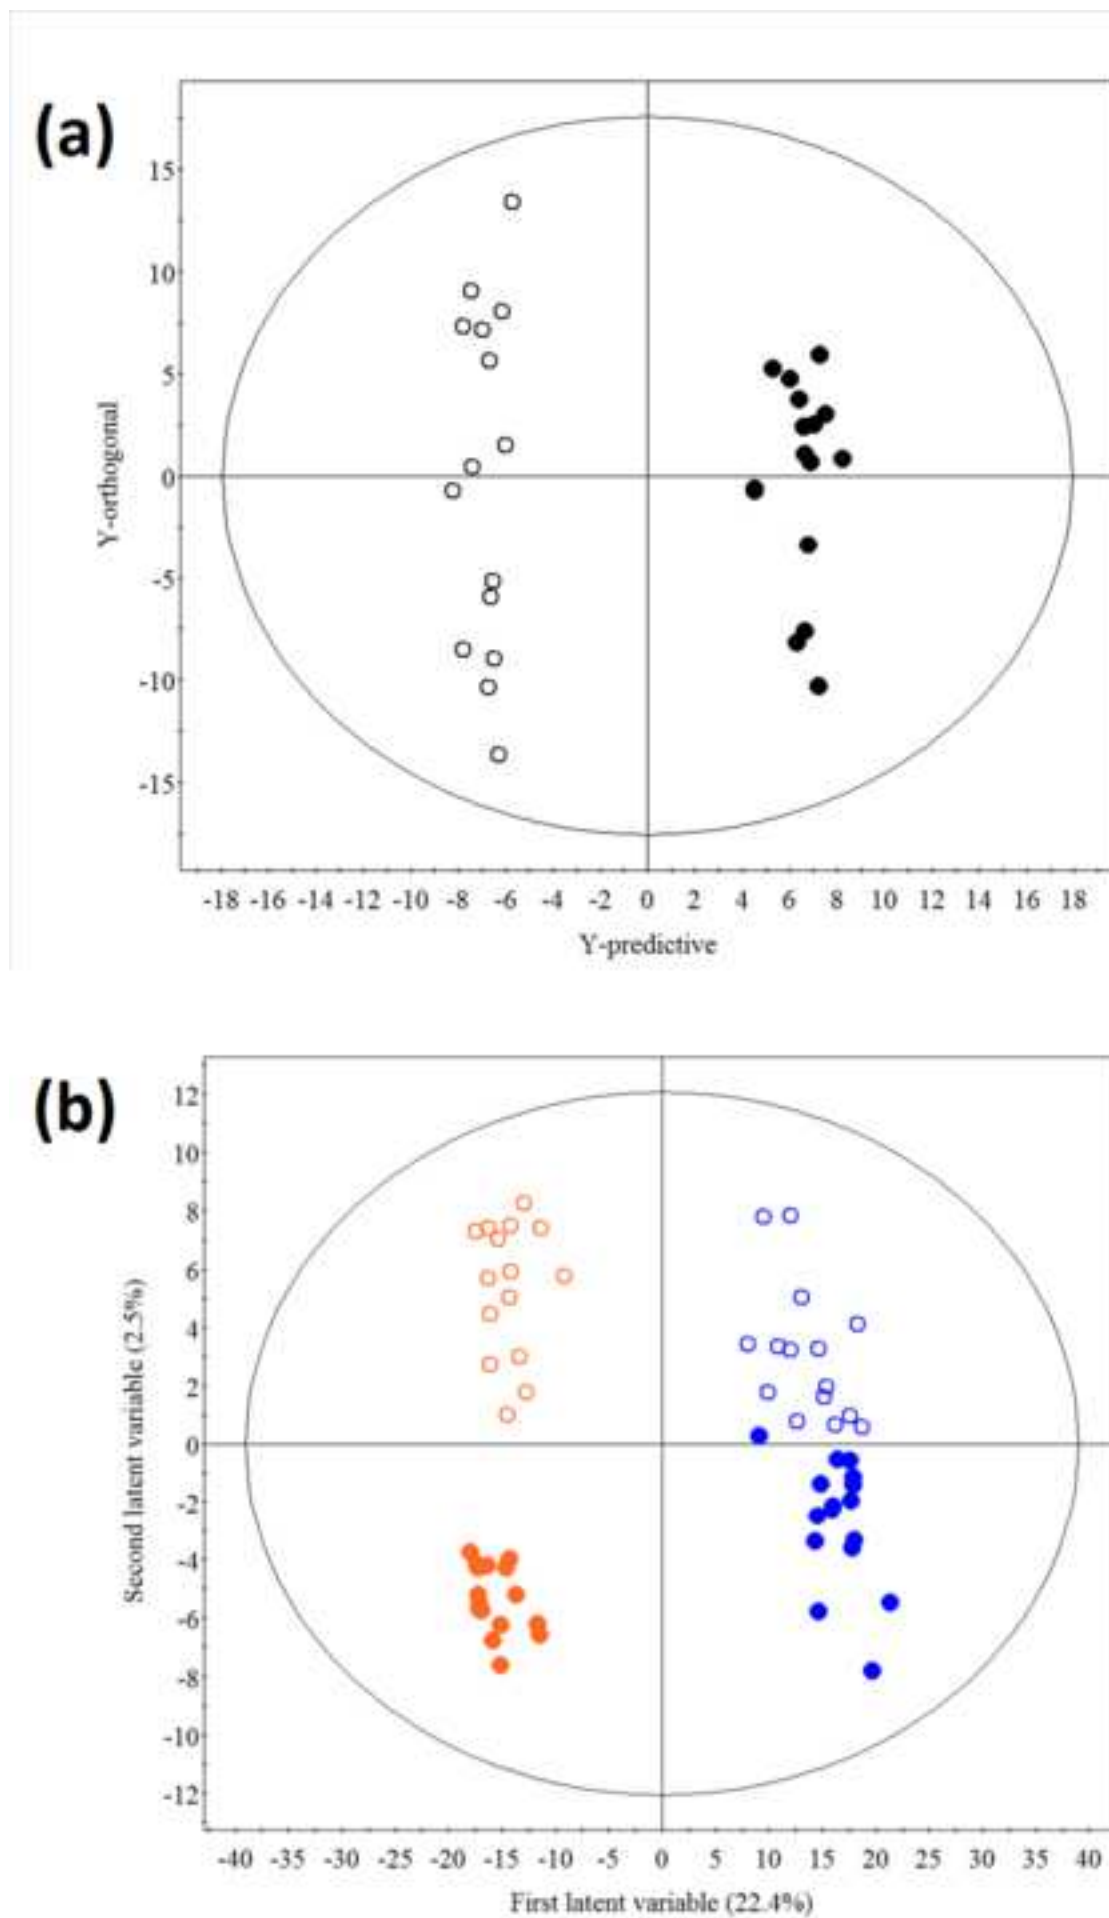 (a)
15
10
5
0
-5
-10
-15
Y-orthogonal
-18 -16 -14 -12 -10 -8 -6 -4 -2 0 2 4 6 8 10 12 14 16 18
Y-predictive
(b)
12
10
8
6
4
2
0
-2
-4
-6
-8
-10
-12
Second latent variable (2.5%)
-40 -35 -30 -25 -20 -15 -10 -5 0 5 10 15 20 25 30 35 40
First latent variable (22.4%)